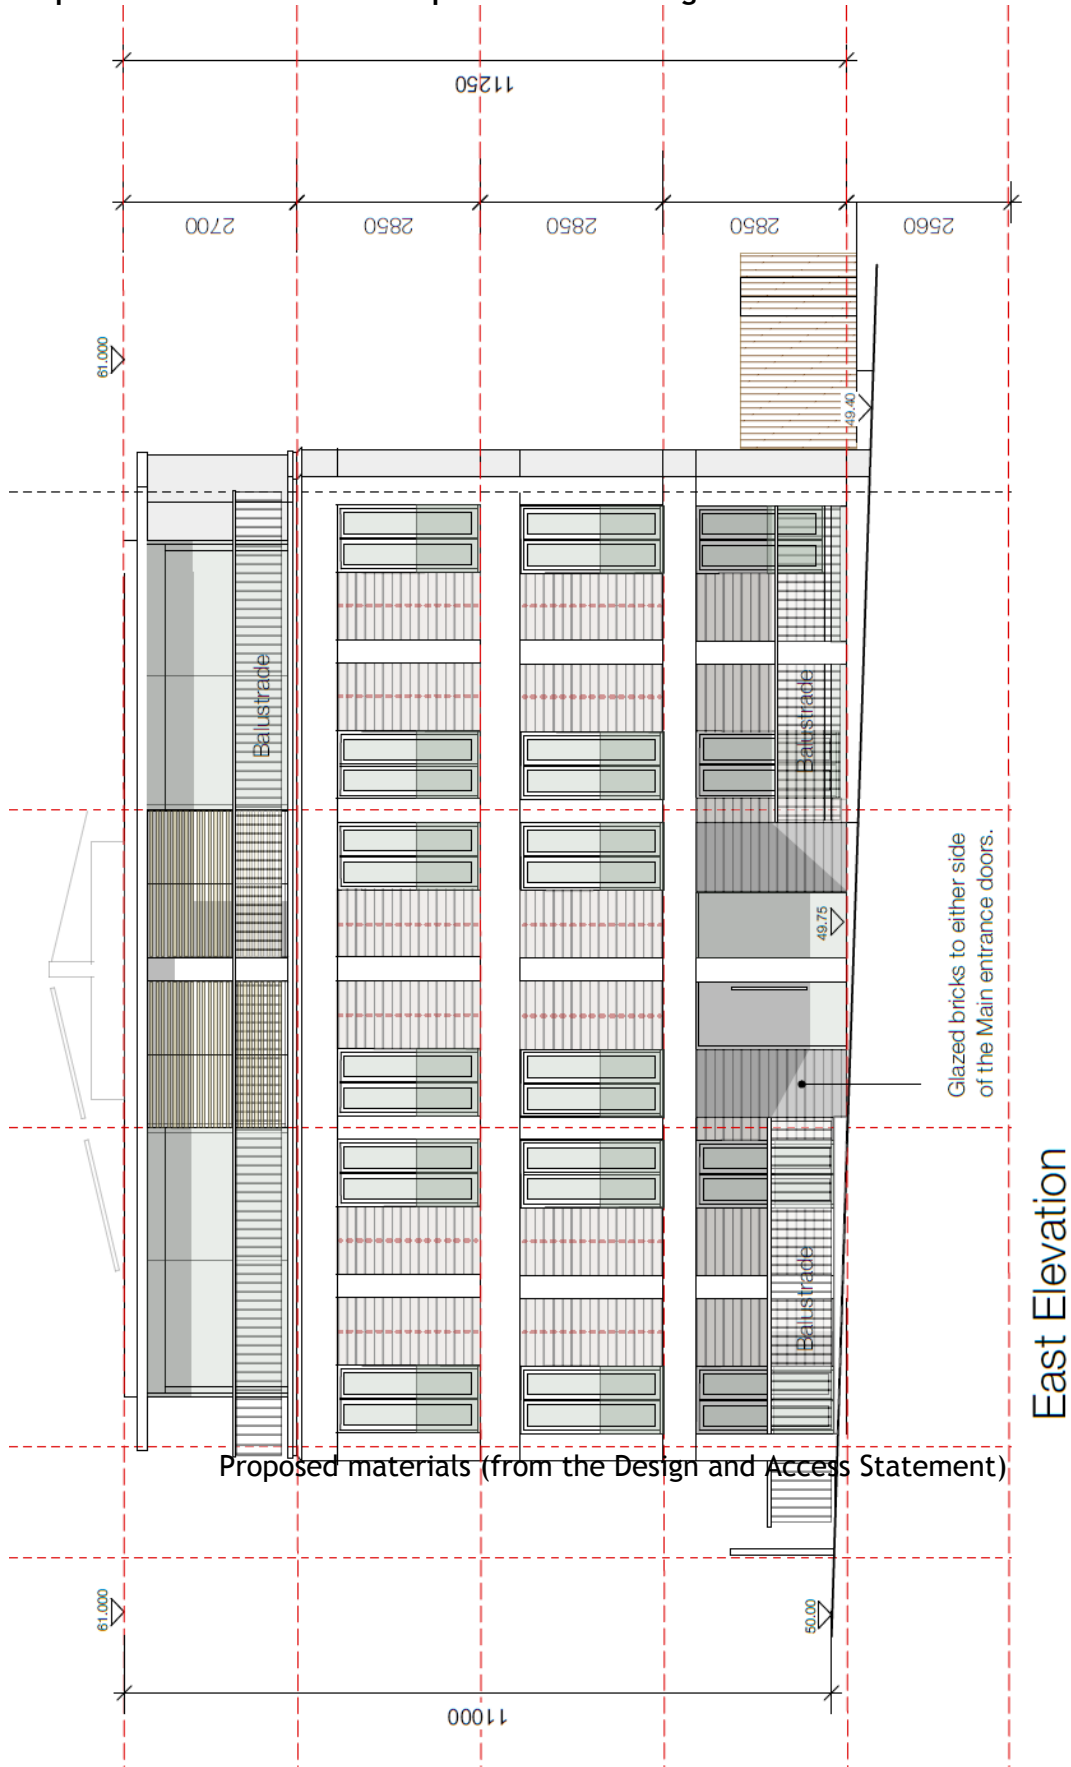 11250
2700
2850
2850
2850
2560
61.000
49.40
Balustrade
Balustrade
49.75
Glazed bricks to either side
of the Main entrance doors.
Balustrade
East Elevation
Proposed materials (from the Design and Access Statement)
61.000
50.00
11000